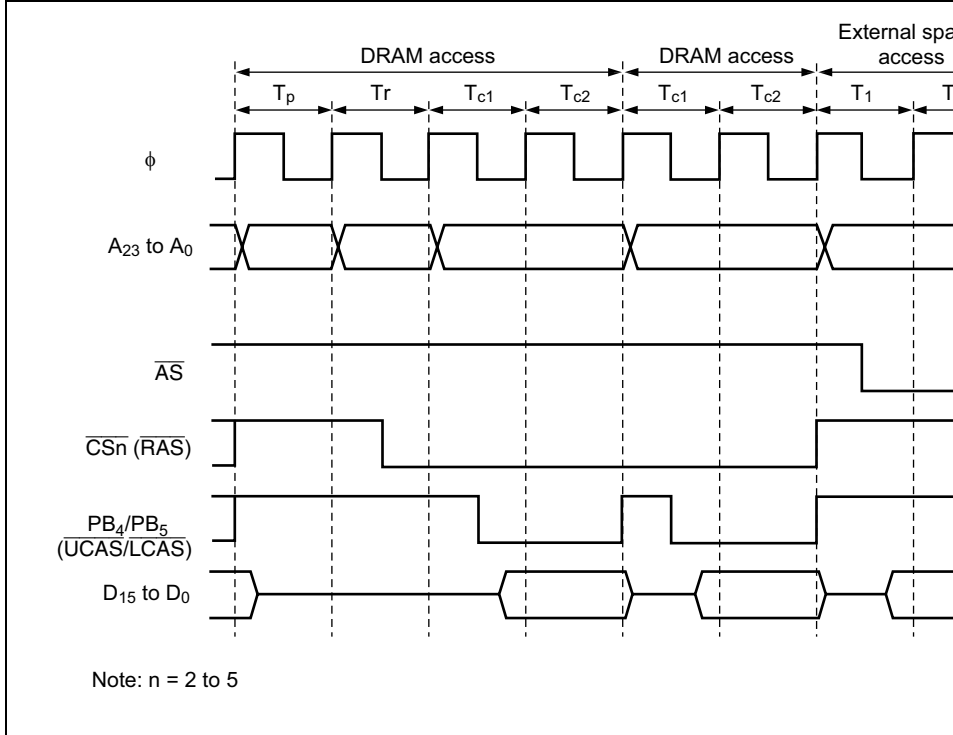 External spa
DRAM access DRAM access access
Tp Tr Tc1 Tc2 Tc1 Tc2 T1 T
ϕ
A23 to A0
AS
CSn (RAS)
PB4/PB5
(UCAS/LCAS)
D15 to D0
Note: n = 2 to 5